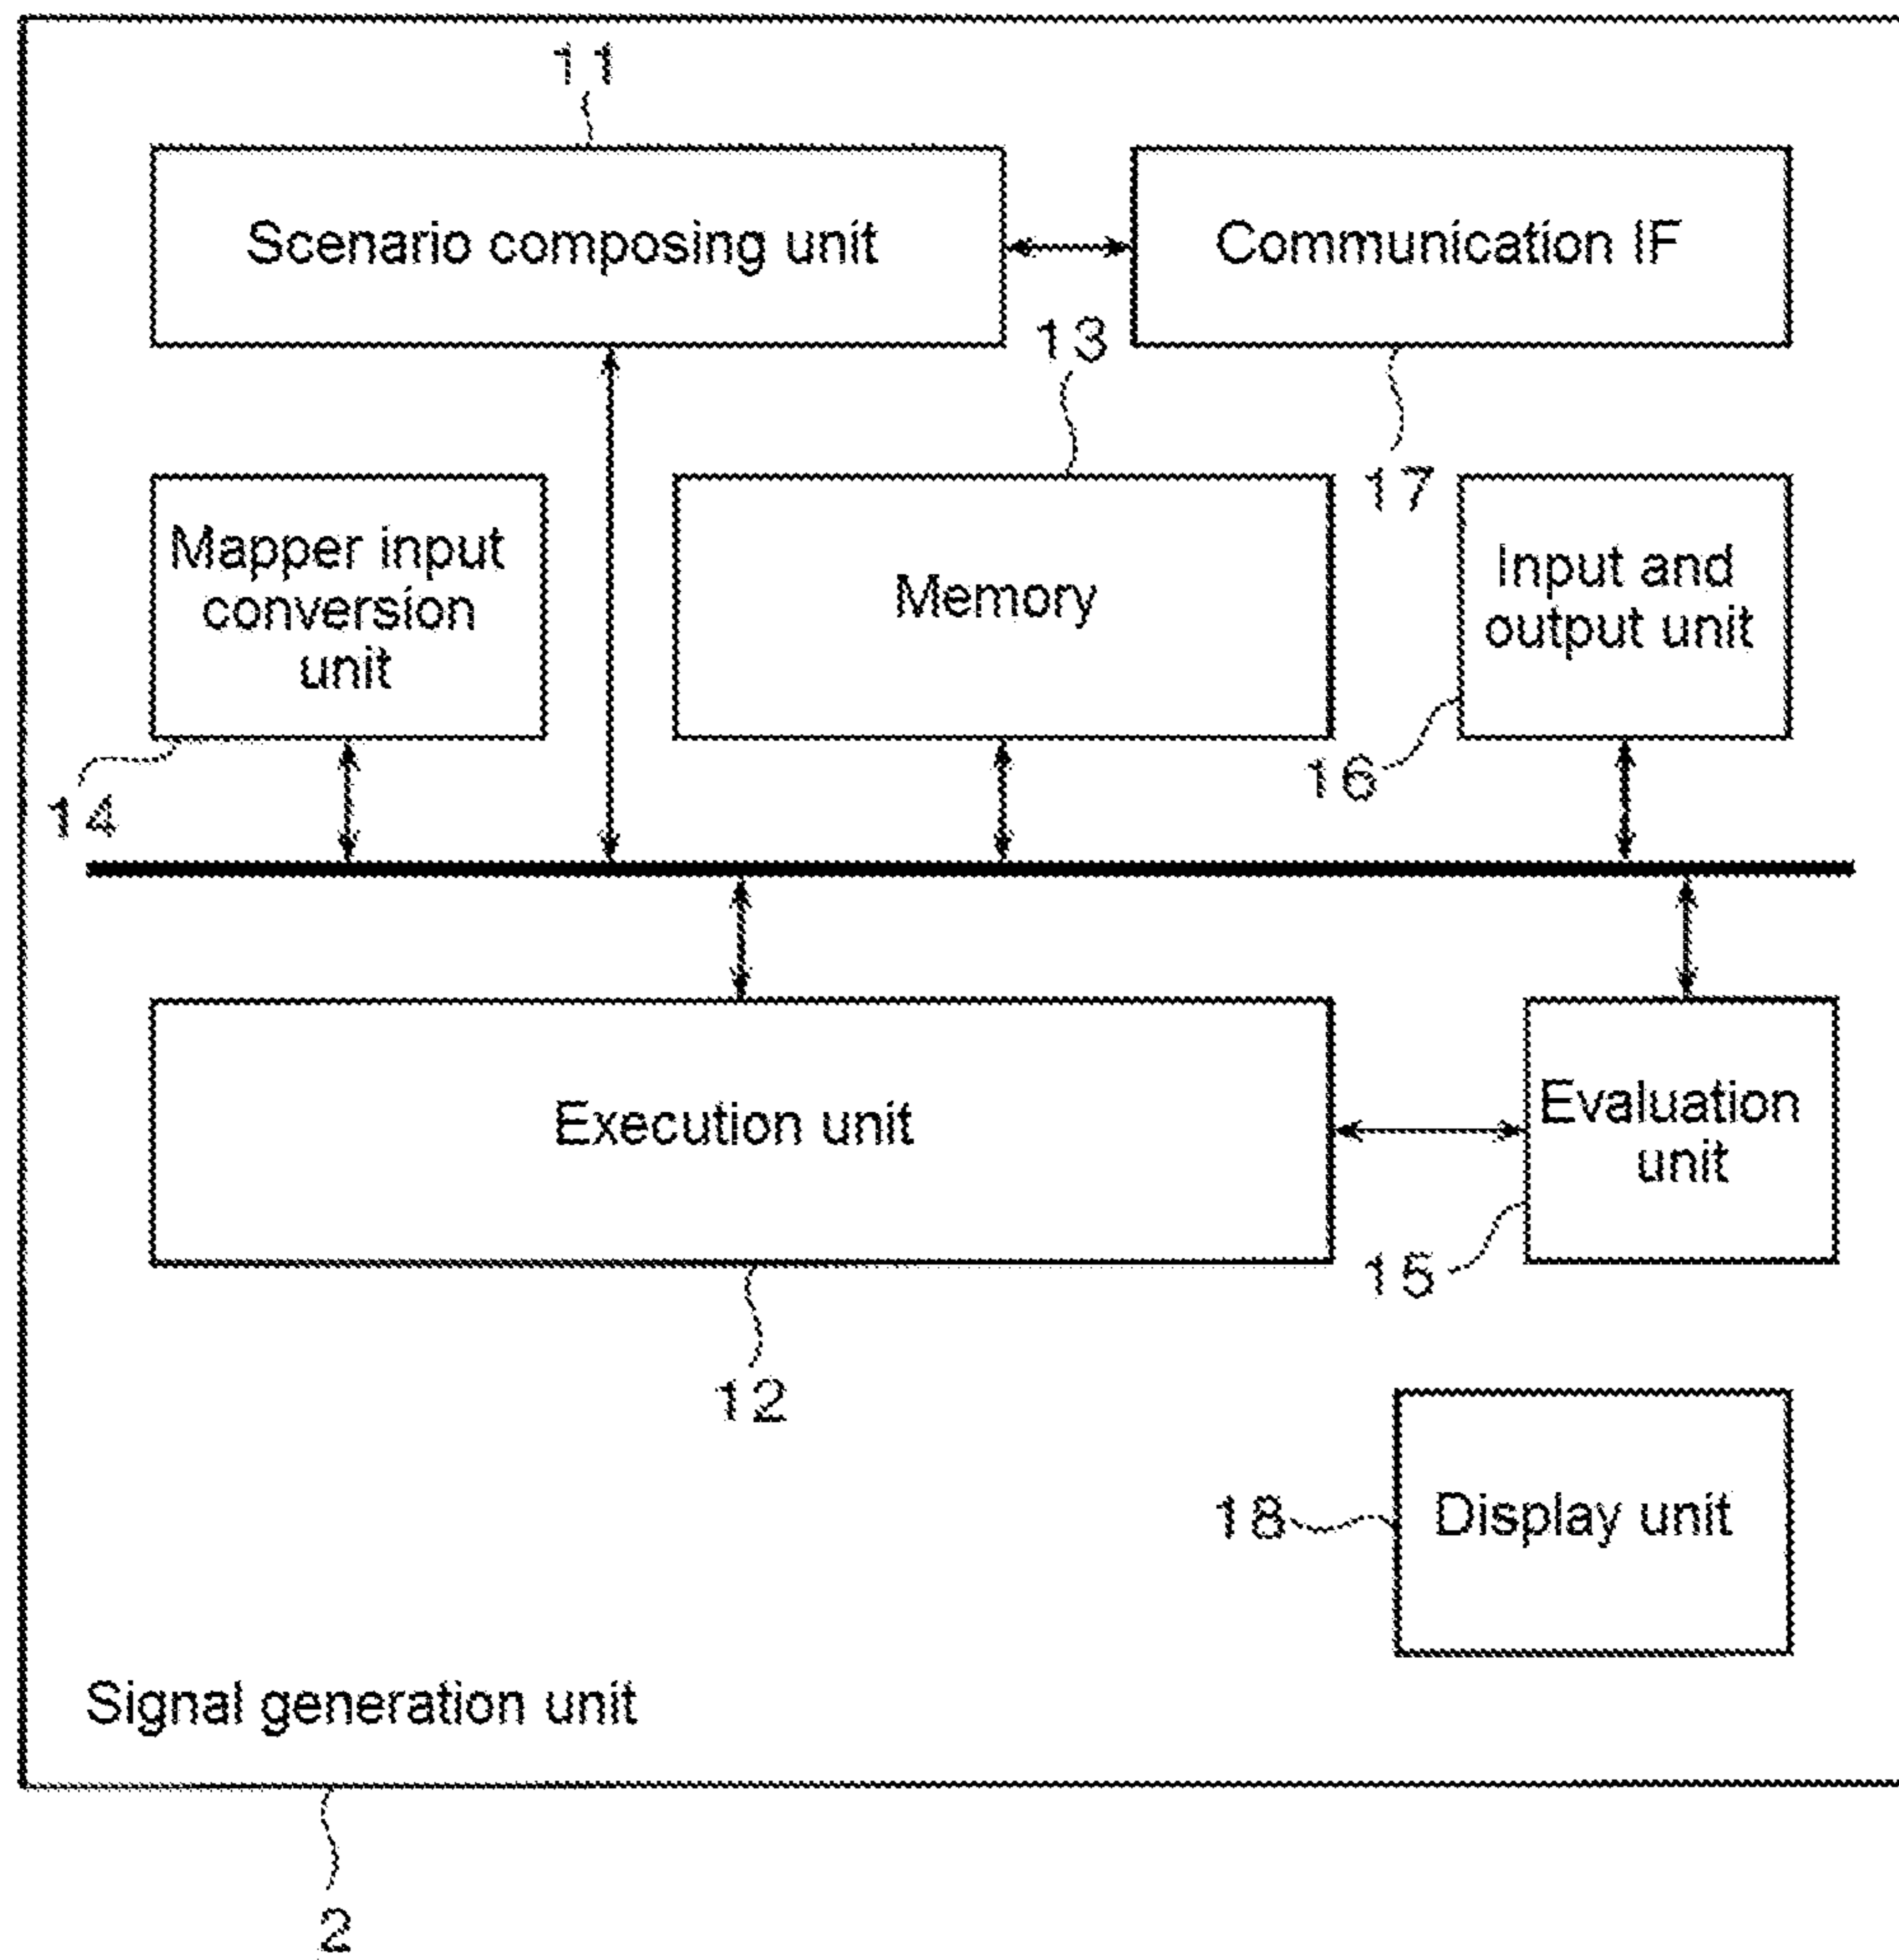 11
Scenario composing unit
Communication IF
13
17
Mapper input
conversion
unit
Memory
Input and
output unit
14
16
Execution unit
Evaluation
unit
15
12
18
Display unit
Signal generation unit
2